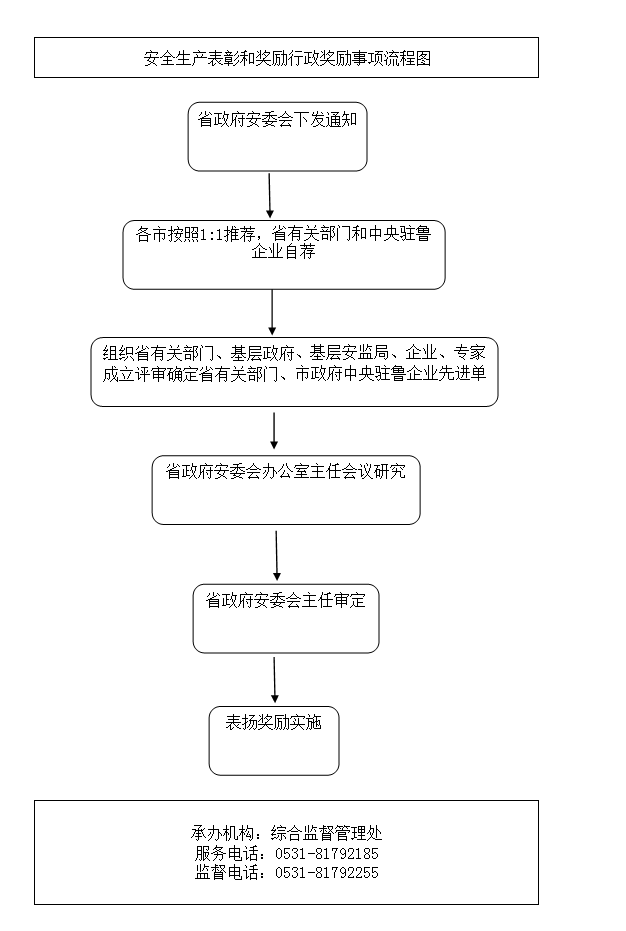 安全生产表彰和奖励行政奖励事项流程图
省政府安委会下发通知
各市按照1:1推荐，省有关部门和中央驻鲁
企业自荐
组织省有关部门、基层政府、基层安监局、企业、专家
成立评审确定省有关部门、市政府中央驻鲁企业先进单
省政府安委会办公室主任会议研究
省政府安委会主任审定
表扬奖励实施
承办机构：综合监督管理处
服务电话：0531-81792185
监督电话：0531-81792255